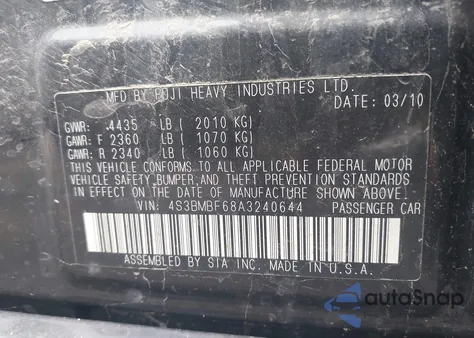 MFD BY FUJI HEAVY INDUSTRIES LTD.
DATE: 03/10
GVWR: 4435 LB ( 2010 KG)
GAWR: F 2360 LB ( 1070 KG)
GAWR: R 2340 LB ( 1060 KG)
THIS VEHICLE CONFORMS TO ALL APPLICABLE FEDERAL MOTOR
VEHICLE SAFETY, BUMPER, AND THEFT PREVENTION STANDARDS
IN EFFECT ON THE DATE OF MANUFACTURE SHOWN ABOVE.
VIN: 4S3BMBF68A3240644 PASSENGER CAR
ASSEMBLED BY SIA INC. MADE IN U.S.A.
autoSnap